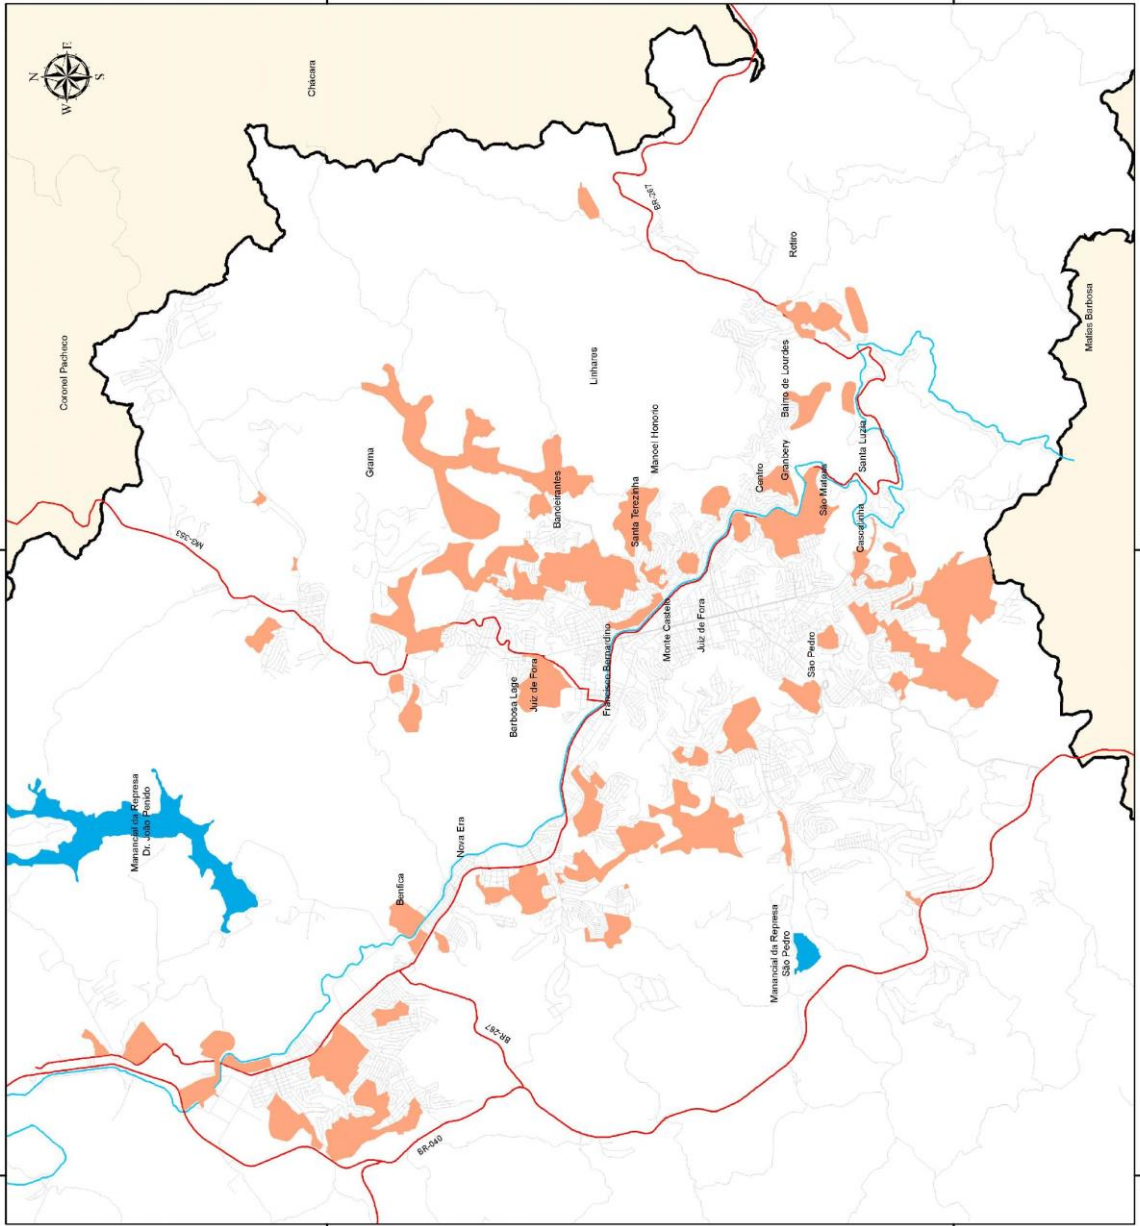 N
E
S
W
Chácara
Coronel Pacheco
BR-267
Retiro
Matias Barbosa
Linhares
Bairro de Lourdes
Grama
Manoel Honorio
Santa Luzia
Granbery
Centro
São Mateus
Bandeirantes
Santa Terezinha
Cascatinha
MG-353
Monte Castelo
Juiz de Fora
São Pedro
Francisco Bernardino
Juiz de Fora
Berbosa Lage
Manancial da Represa
Dr. João Penido
Nova Era
Benfica
Manancial da Represa
São Pedro
BR-267
BR-040